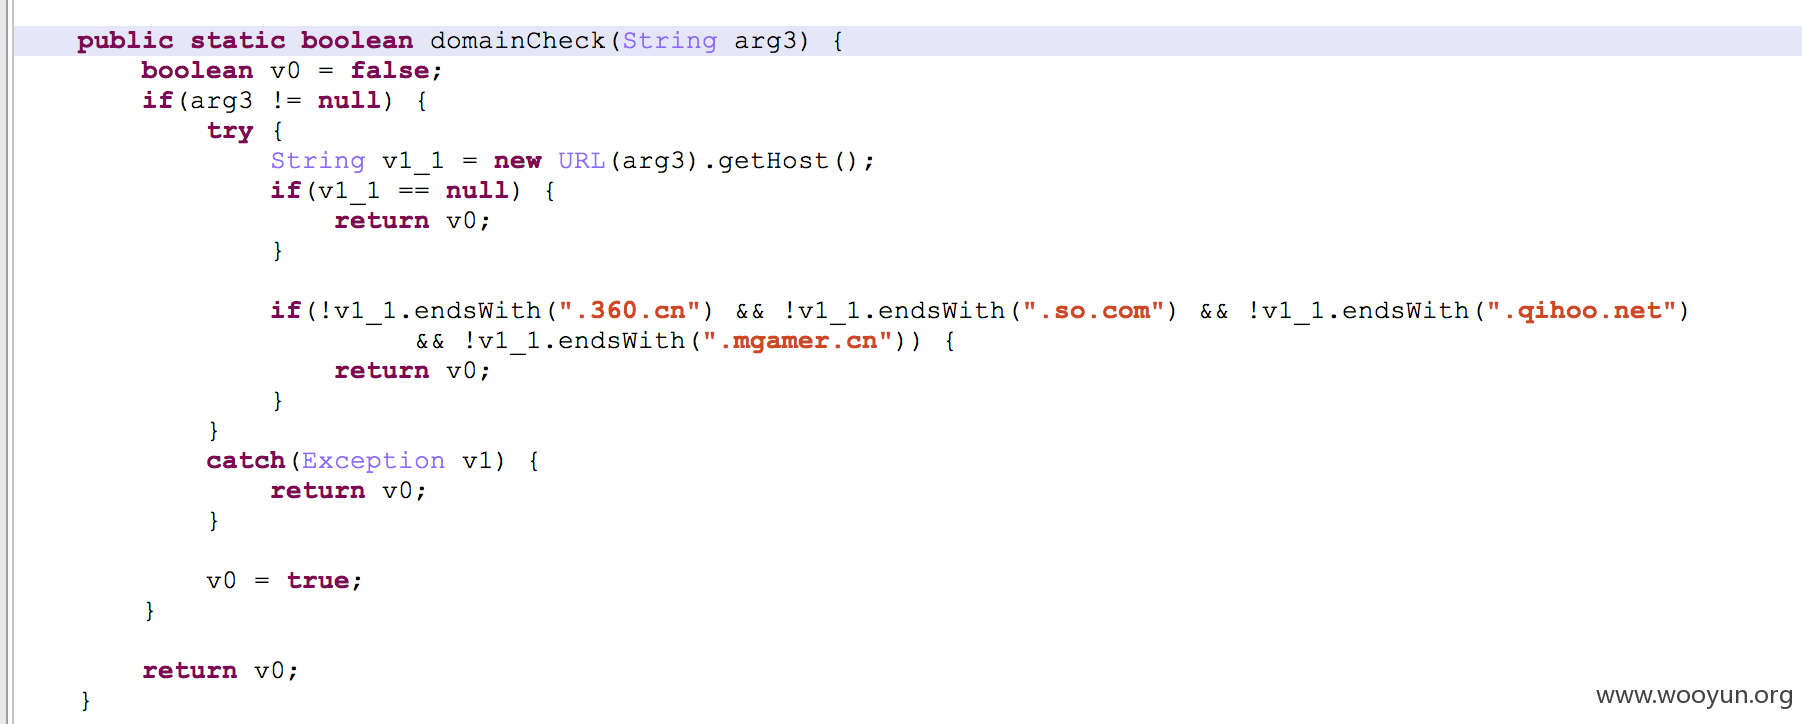 public static boolean domainCheck(String arg3) {
    boolean v0 = false;
    if(arg3 != null) {
        try {
            String v1_1 = new URL(arg3).getHost();
            if(v1_1 == null) {
                return v0;
            }

            if(!v1_1.endsWith(".360.cn") && !v1_1.endsWith(".so.com") && !v1_1.endsWith(".qihoo.net")
                     && !v1_1.endsWith(".mgamer.cn")) {
                return v0;
            }
        }
        catch(Exception v1) {
            return v0;
        }

        v0 = true;
    }

    return v0;
}
www.wooyun.org